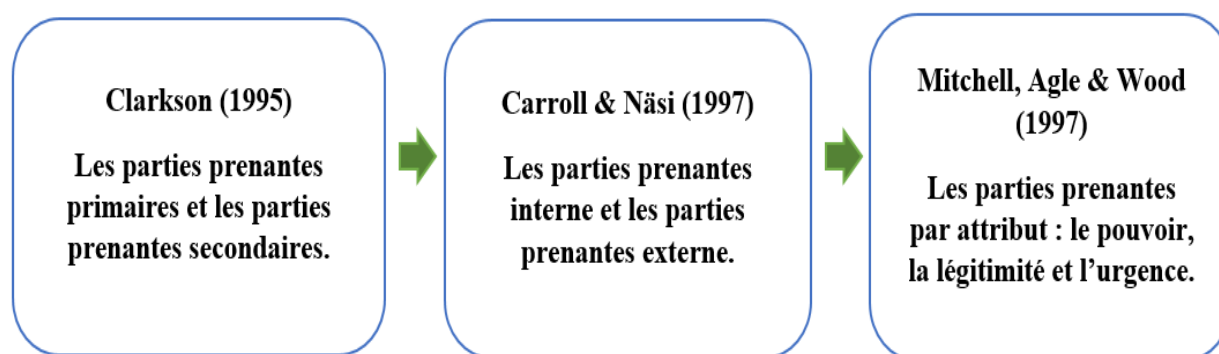 Clarkson (1995)
Les parties prenantes
primaires et les parties
prenantes secondaires.
Carroll & Näsi (1997)
Les parties prenantes
interne et les parties
prenantes externe.
Mitchell, Agle & Wood
(1997)
Les parties prenantes
par attribut : le pouvoir,
la légitimité et l’urgence.